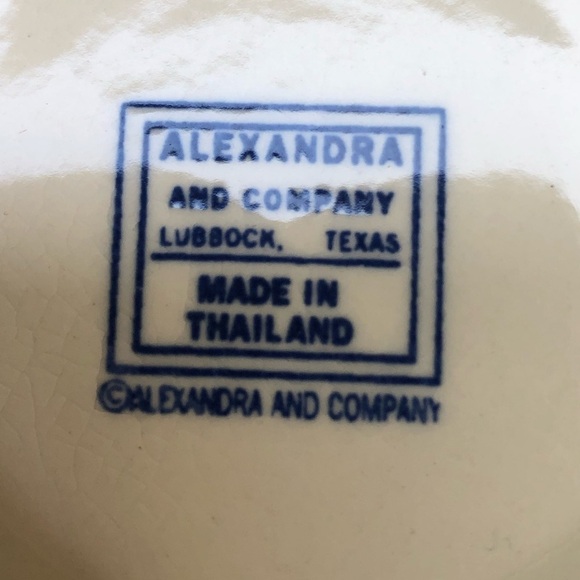 ALEXANDRA
AND COMPANY
LUBBOCK, TEXAS
MADE IN
THAILAND
©ALEXANDRA AND COMPANY